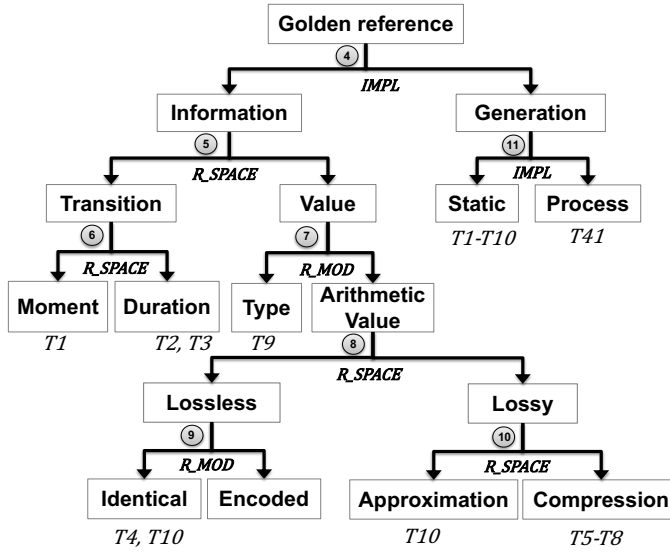 Golden reference
4
IMPL
Information
Generation
5
11
R_SPACE
IMPL
Transition
Value
Static
Process
T1-T10
T41
6
7
R_SPACE
R_MOD
Moment
Duration
Type
Arithmetic
Value
T1
T2, T3
T9
8
R_SPACE
Lossless
Lossy
9
10
R_MOD
R_SPACE
Identical
Encoded
Approximation
Compression
T4, T10
T10
T5-T8